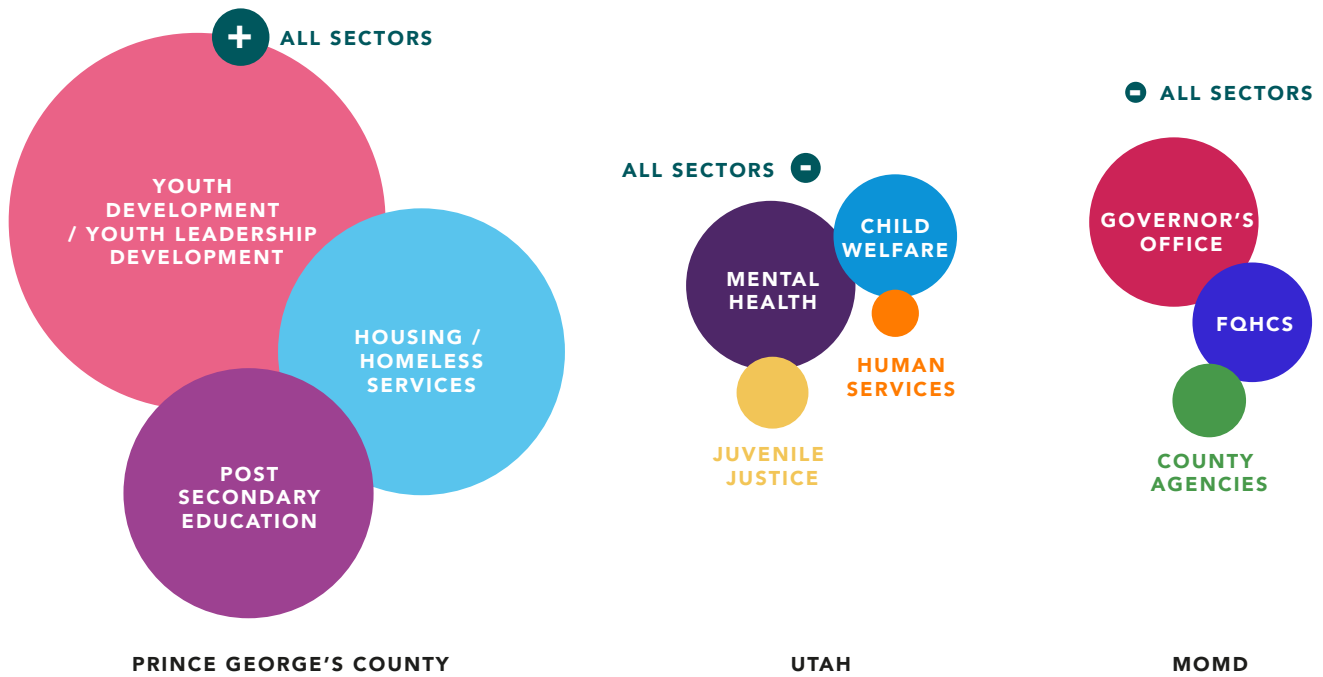 +
ALL SECTORS
YOUTH
DEVELOPMENT
/ YOUTH LEADERSHIP
DEVELOPMENT
HOUSING /
HOMELESS
SERVICES
POST
SECONDARY
EDUCATION
PRINCE GEORGE’S COUNTY
ALL SECTORS
-
CHILD
WELFARE
MENTAL
HEALTH
HUMAN
SERVICES
JUVENILE
JUSTICE
UTAH
-
ALL SECTORS
GOVERNOR’S
OFFICE
FQHCS
COUNTY
AGENCIES
MOMD